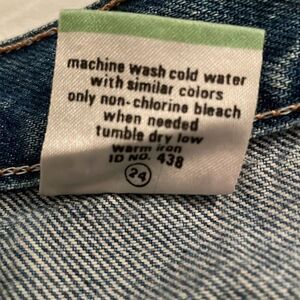 machine wash cold water
with similar colors
only non-chlorine bleach
when needed
tumble dry low
warm iron
ID NO. 438
24